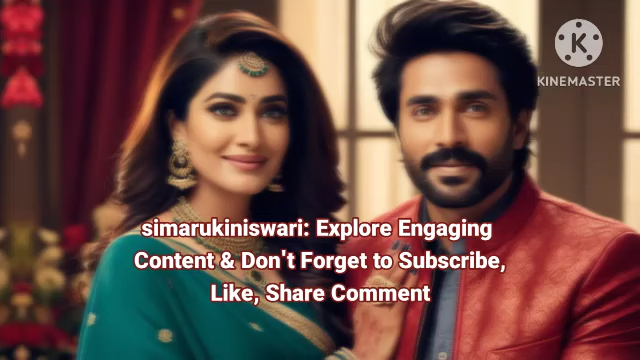 K
KINEMASTER
simarukiniswari: Explore Engaging
Content & Don't Forget to Subscribe,
Like, Share Comment